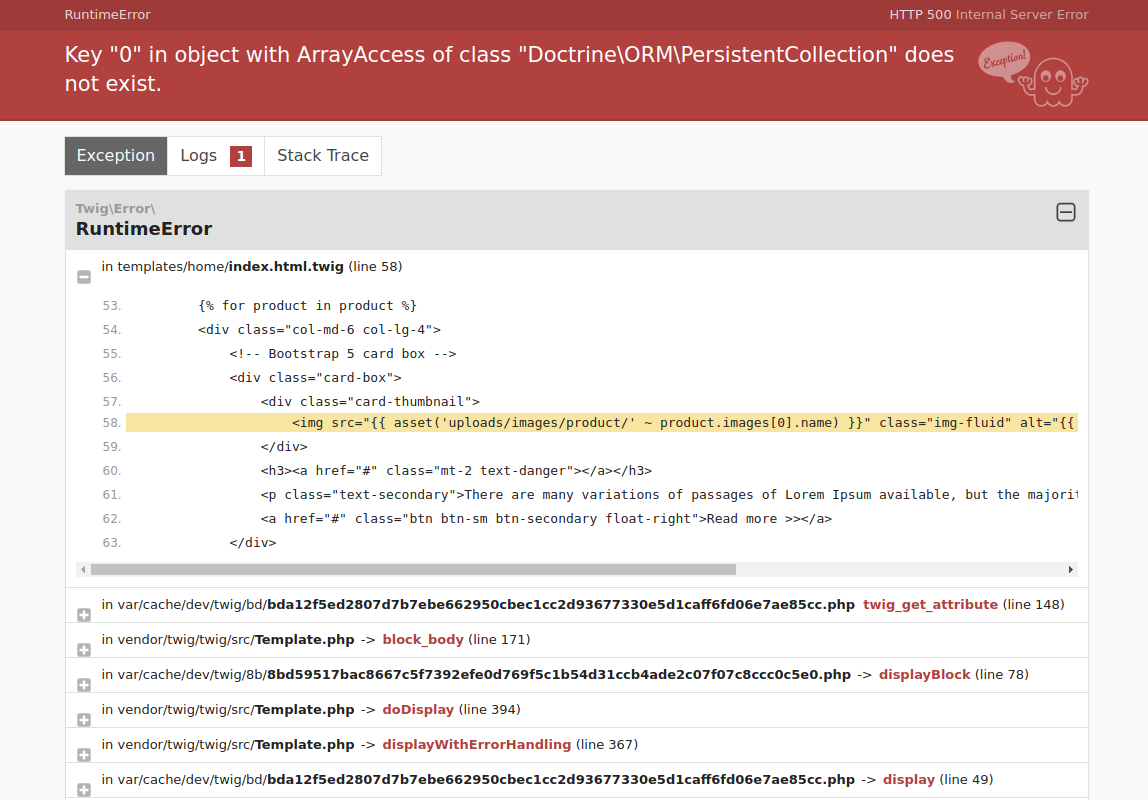 RuntimeError
HTTP 500 Internal Server Error
Key "0" in object with ArrayAccess of class "Doctrine\ORM\PersistentCollection" does
not exist.
Exception!
Exception Logs 1 Stack Trace
Twig\Error\
RuntimeError
in templates/home/index.html.twig (line 58)
53. {% for product in product %}
54. <div class="col-md-6 col-lg-4">
55. <!-- Bootstrap 5 card box -->
56. <div class="card-box">
57. <div class="card-thumbnail">
58. <img src="{{ asset('uploads/images/product/' ~ product.images[0].name) }}" class="img-fluid" alt="{{
59. </div>
60. <h3><a href="#" class="mt-2 text-danger"></a></h3>
61. <p class="text-secondary">There are many variations of passages of Lorem Ipsum available, but the majorit
62. <a href="#" class="btn btn-sm btn-secondary float-right">Read more >></a>
63. </div>
in var/cache/dev/twig/bd/bda12f5ed2807d7b7ebe662950cbec1cc2d93677330e5d1caff6fd06e7ae85cc.php twig_get_attribute (line 148)
in vendor/twig/twig/src/Template.php -> block_body (line 171)
in var/cache/dev/twig/8b/8bd59517bac8667c5f7392efe0d769f5c1b54d31ccb4ade2c07f07c8ccc0c5e0.php -> displayBlock (line 78)
in vendor/twig/twig/src/Template.php -> doDisplay (line 394)
in vendor/twig/twig/src/Template.php -> displayWithErrorHandling (line 367)
in var/cache/dev/twig/bd/bda12f5ed2807d7b7ebe662950cbec1cc2d93677330e5d1caff6fd06e7ae85cc.php -> display (line 49)